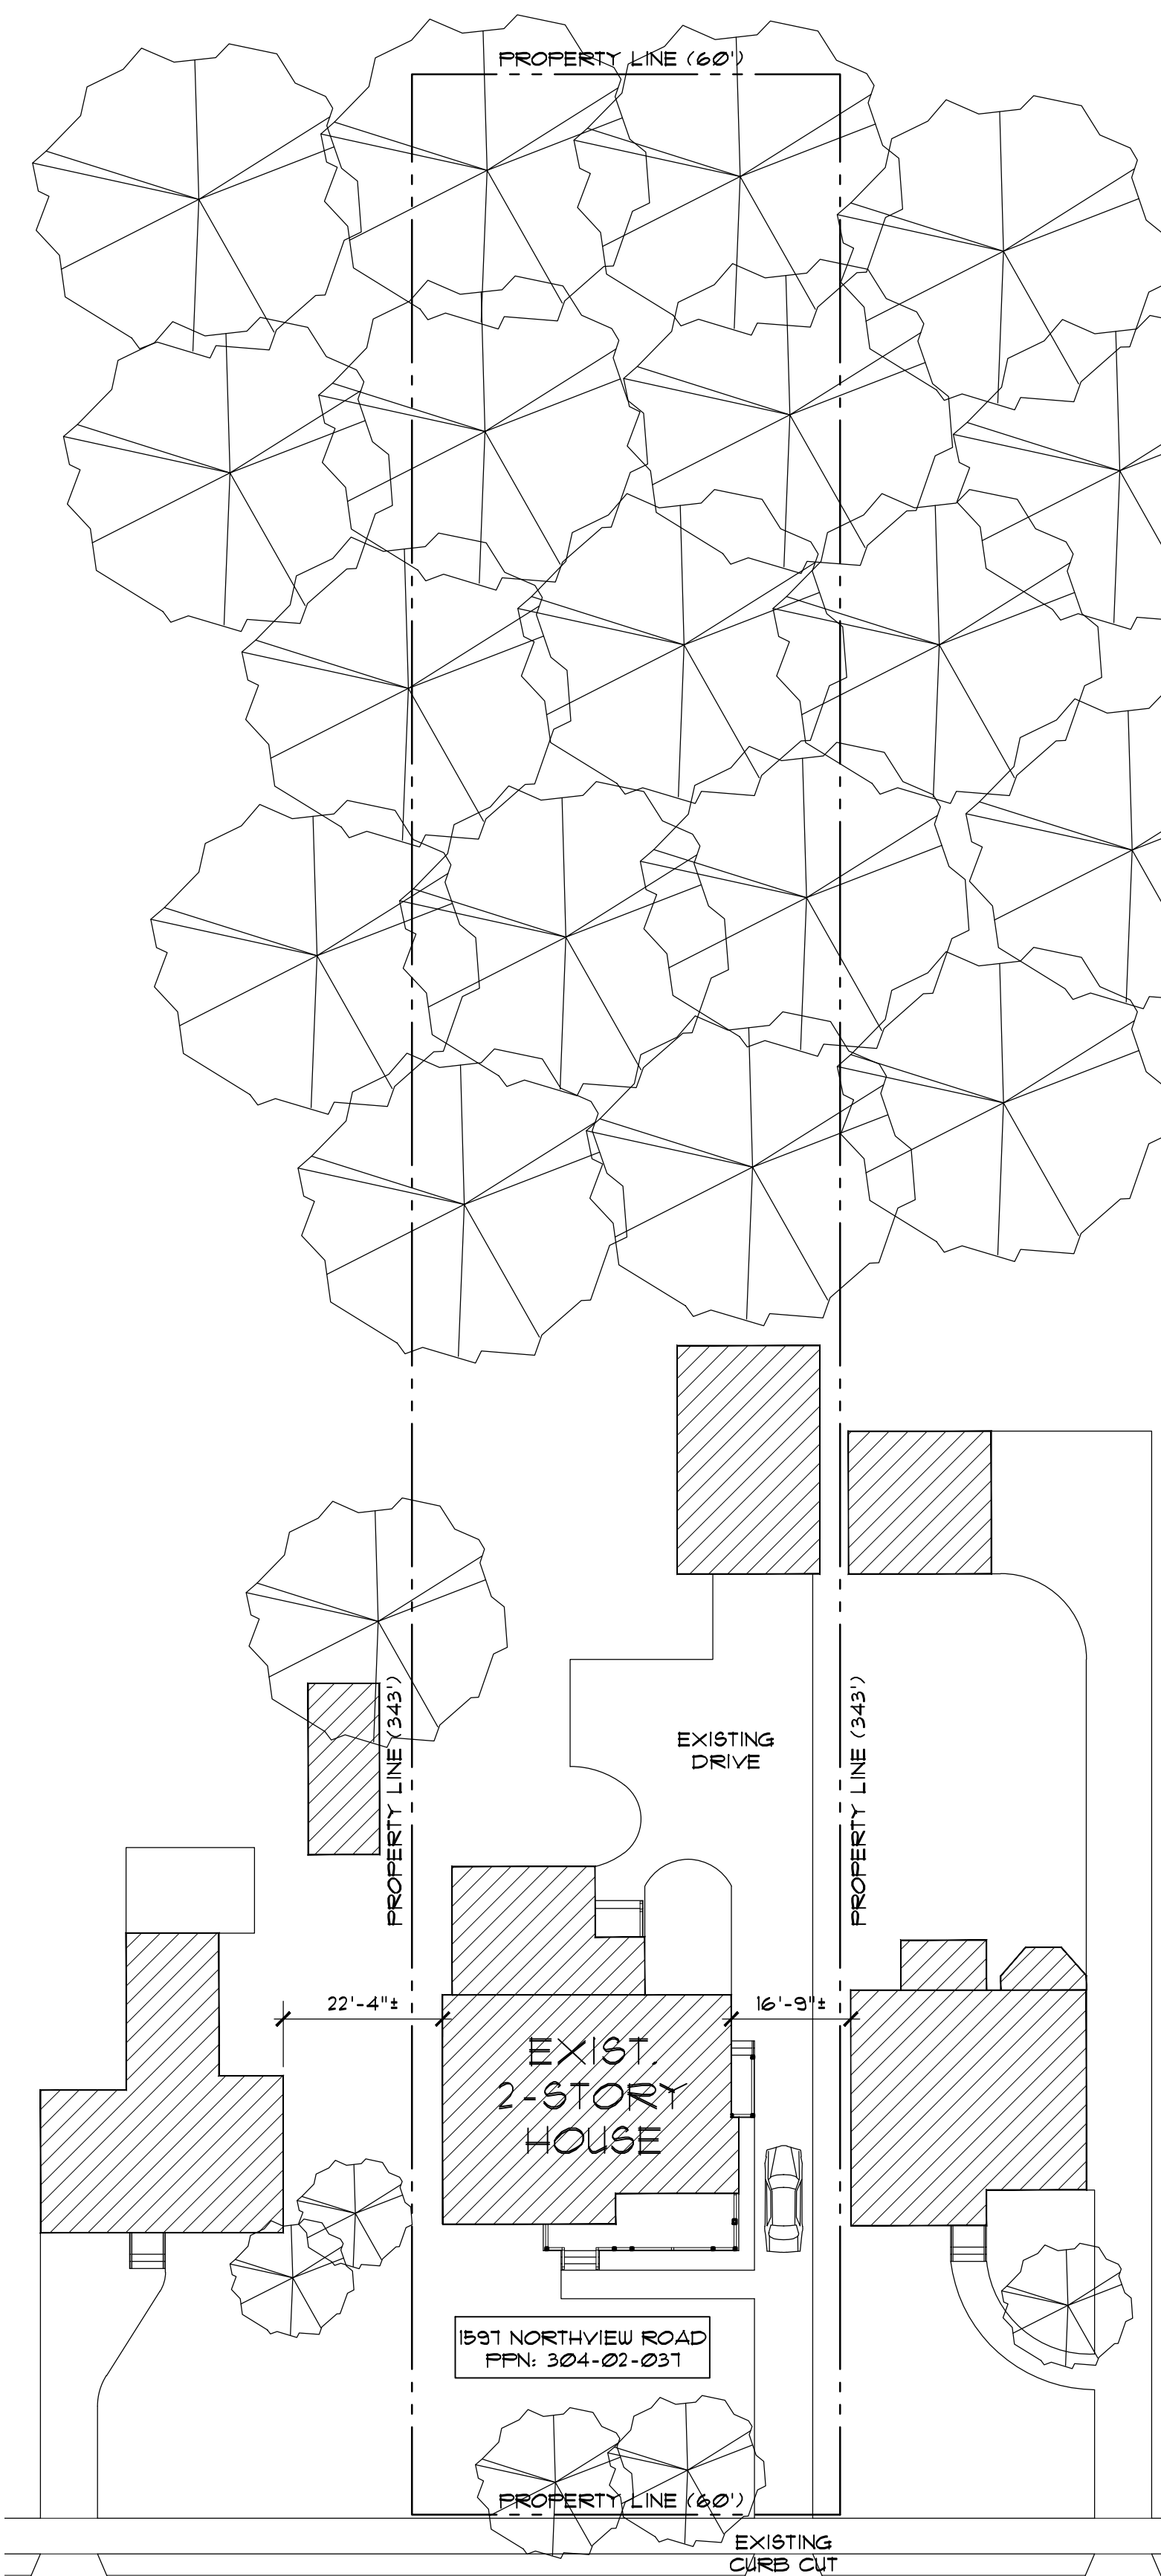 PROPERTY LINE (60')
PROPERTY LINE (343')
PROPERTY LINE (343')
EXISTING
DRIVE
22'-4"±
16'-9"±
EXIST.
2-STORY
HOUSE
1597 NORTHVIEW ROAD
PPN: 304-02-037
PROPERTY LINE (60')
EXISTING
CURB CUT